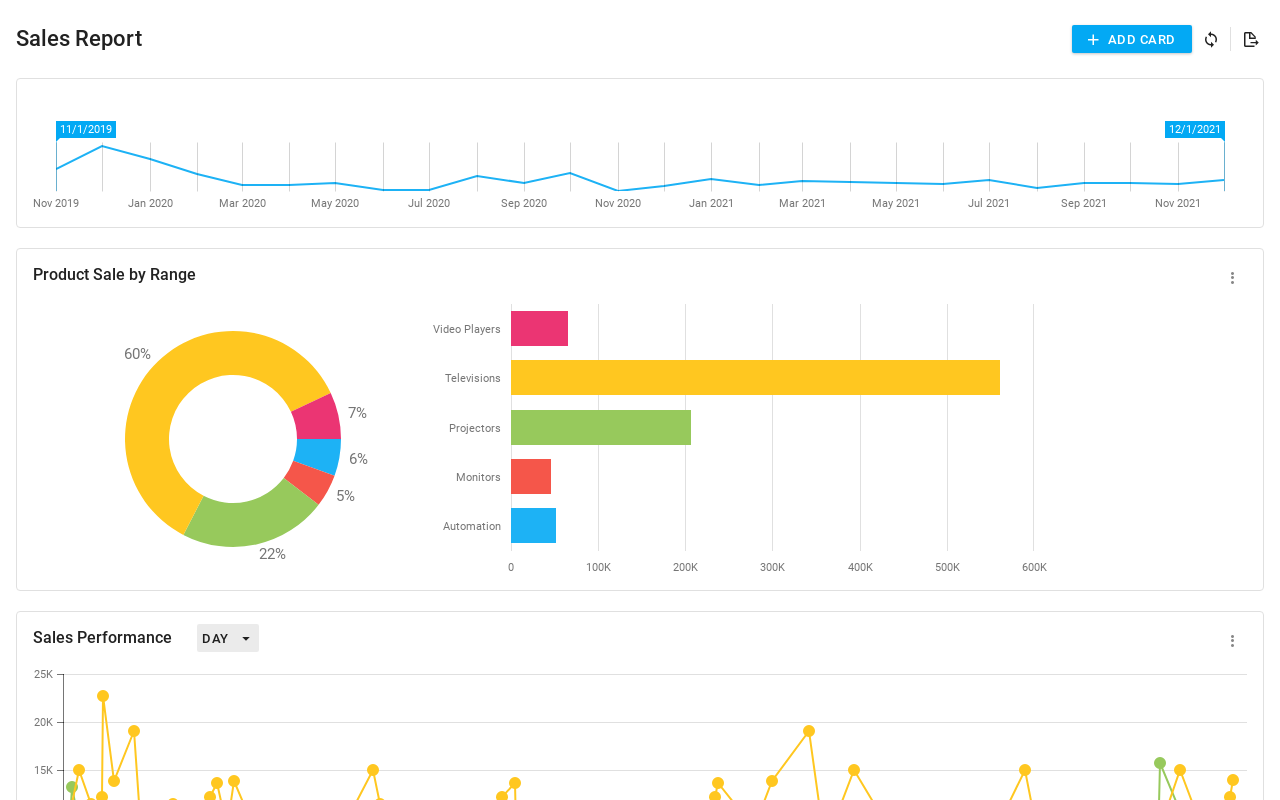 Sales Report
ADD CARD
11/1/2019
12/1/2021
Nov 2019 Jan 2020 Mar 2020 May 2020 Jul 2020 Sep 2020 Nov 2020 Jan 2021 Mar 2021 May 2021 Jul 2021 Sep 2021 Nov 2021
Product Sale by Range
60%
7%
6%
5%
22%
Video Players
Televisions
Projectors
Monitors
Automation
0 100K 200K 300K 400K 500K 600K
Sales Performance
DAY
25K
20K
15K